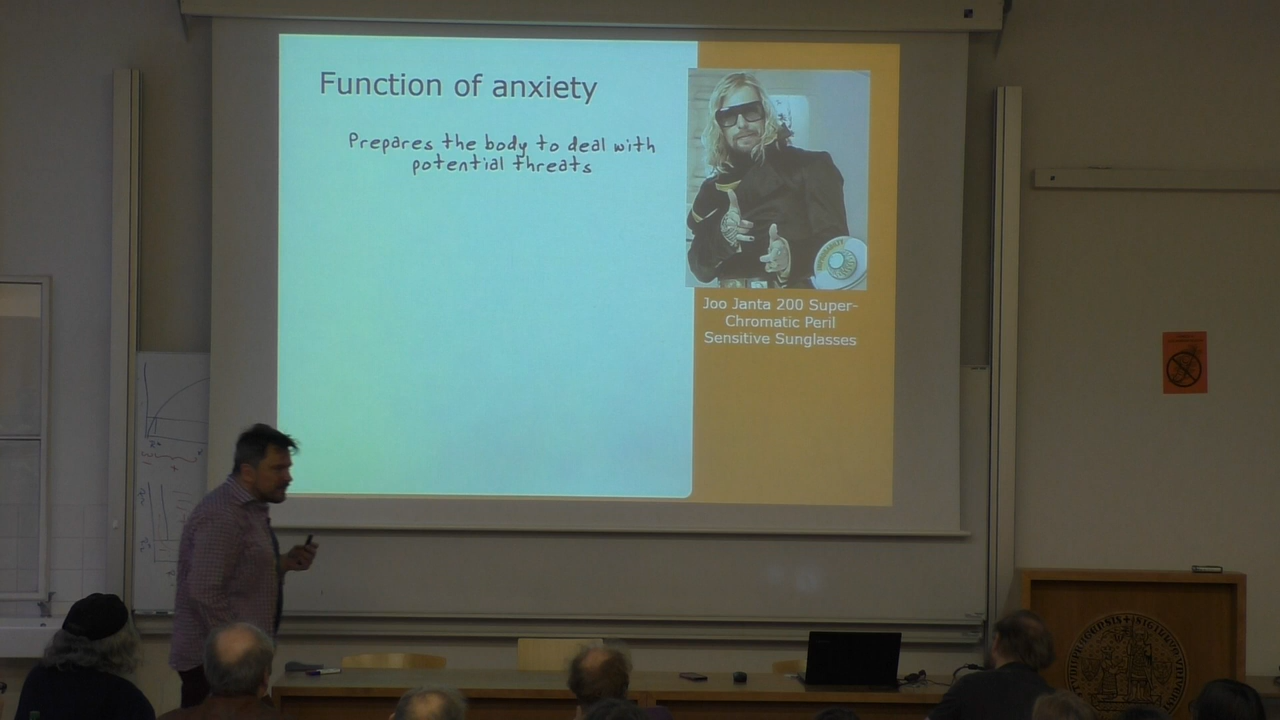 Function of anxiety
Prepares the body to deal with
potential threats
Joo Janta 200 Super-
Chromatic Peril
Sensitive Sunglasses